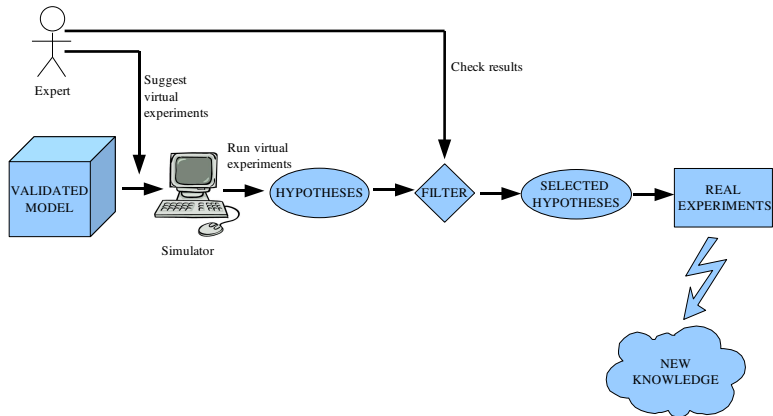 Expert
Suggest
virtual
experiments
Check results
VALIDATED
MODEL
Simulator
Run virtual
experiments
HYPOTHESES
FILTER
SELECTED
HYPOTHESES
REAL
EXPERIMENTS
NEW
KNOWLEDGE